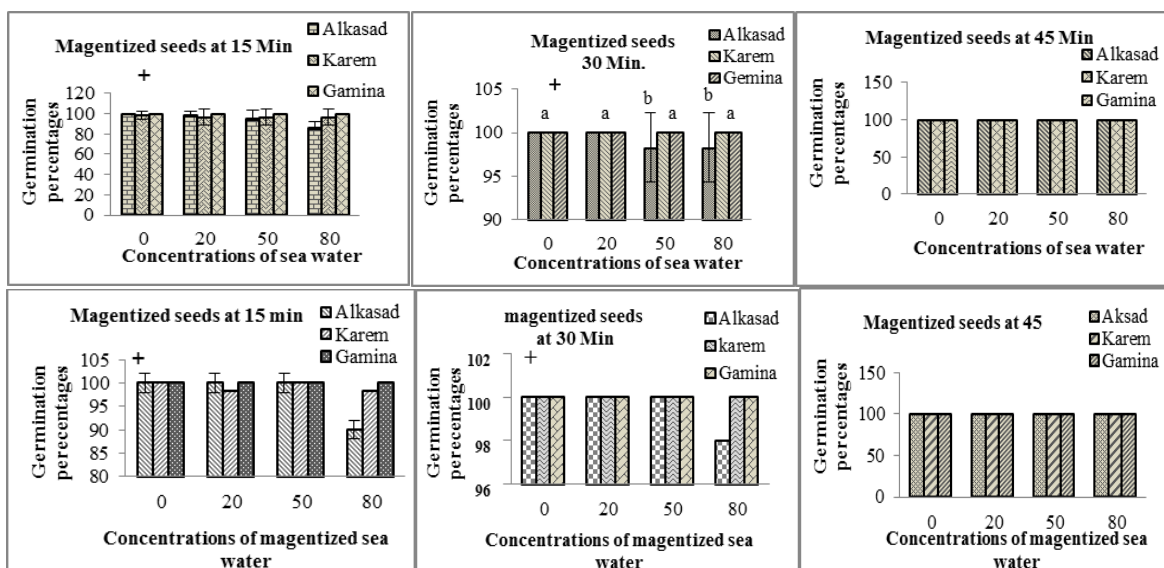 Magentized seeds at 15 Min
Alkasad
Karem
Gamina
+
Germination
percentages
120
100
80
60
40
20
0
0 20 50 80
Concentrations of sea water
Magentized seeds
30 Min.
Alkasad
Karem
Gemina
+
Germination
percentages
105
100
95
90
a a b a b a
0 20 50 80
Concentrations of sea water
Magentized seeds at 45 Min
Alkasad
Karem
Gamina
Germination
percentages
150
100
50
0
0 20 50 80
Concentrations of sea water
Magentized seeds at 15 min
Alkasad
Karem
Gamina
+
Germination
perecentages
105
100
95
90
85
80
0 20 50 80
Concentrations of magentized sea
water
magentized seeds
at 30 Min
Alkasad
karem
Gamina
+
Germination
perecentages
102
100
98
96
0 20 50 80
Concentrations of magentized sea
water
Magentized seeds at 45
Aksad
Karem
Gamina
Germination
percentages
150
100
50
0
0 20 50 80
Concentrations of magentized sea
water